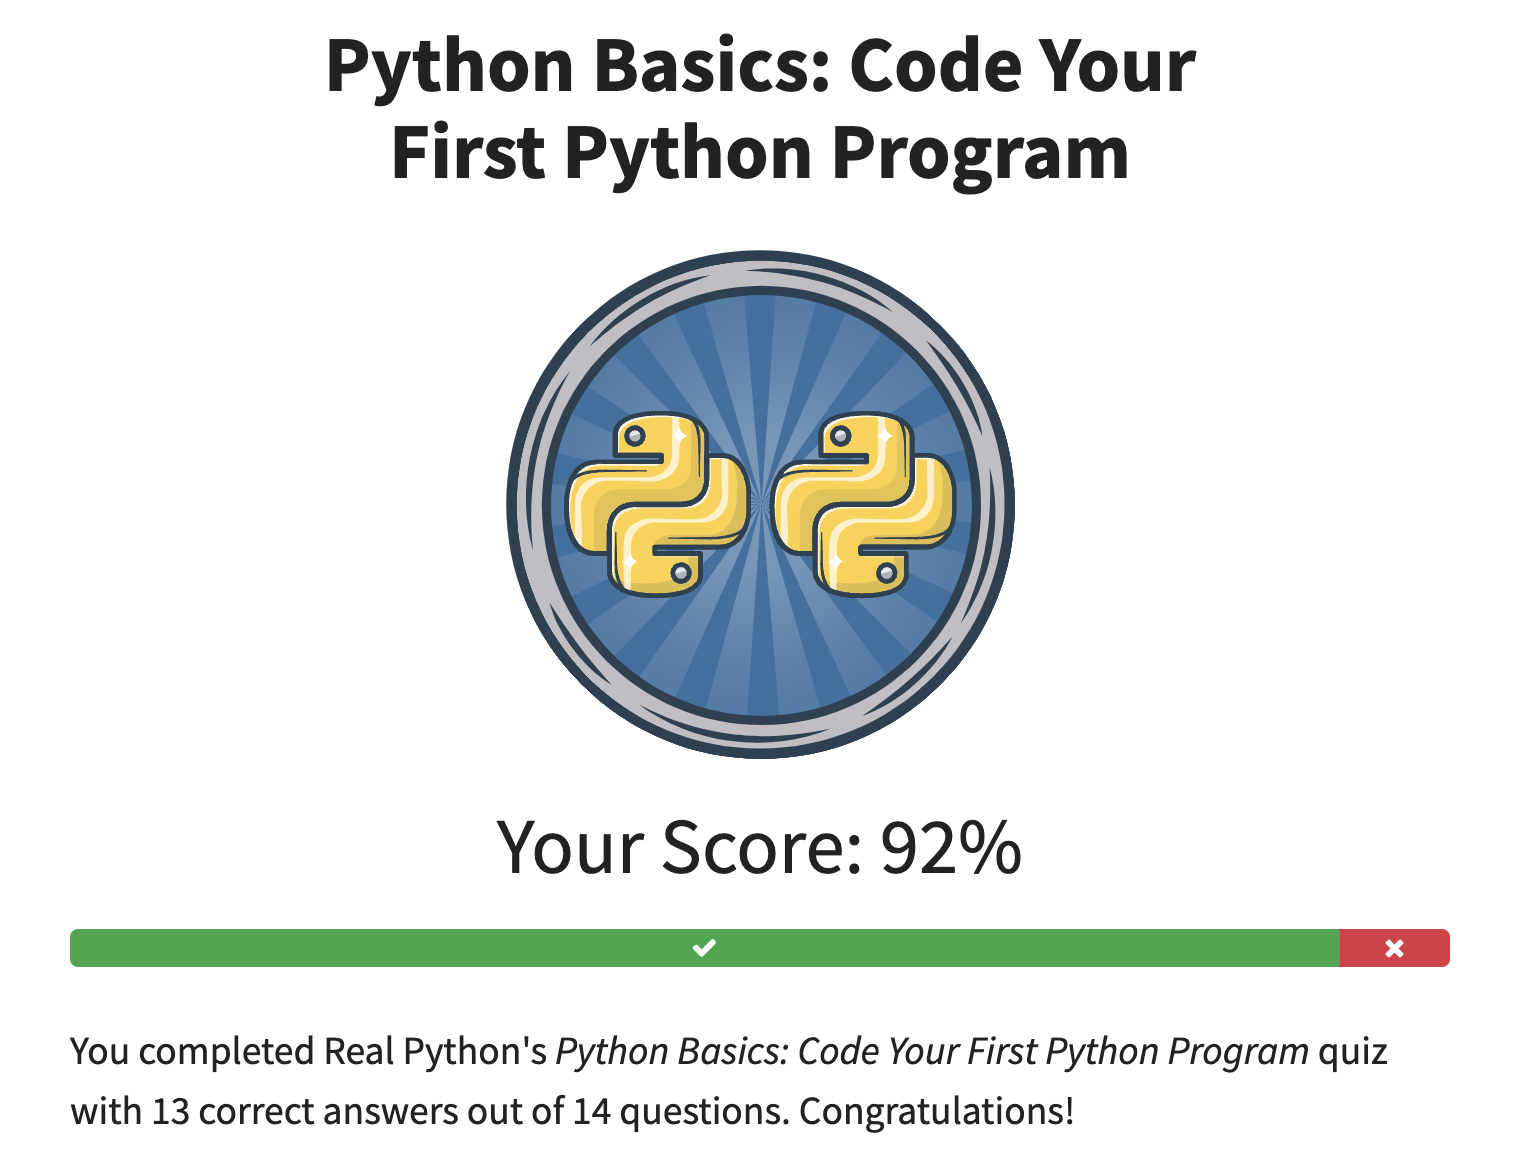 Python Basics: Code Your
First Python Program
Your Score: 92%
You completed Real Python's Python Basics: Code Your First Python Program quiz
with 13 correct answers out of 14 questions. Congratulations!